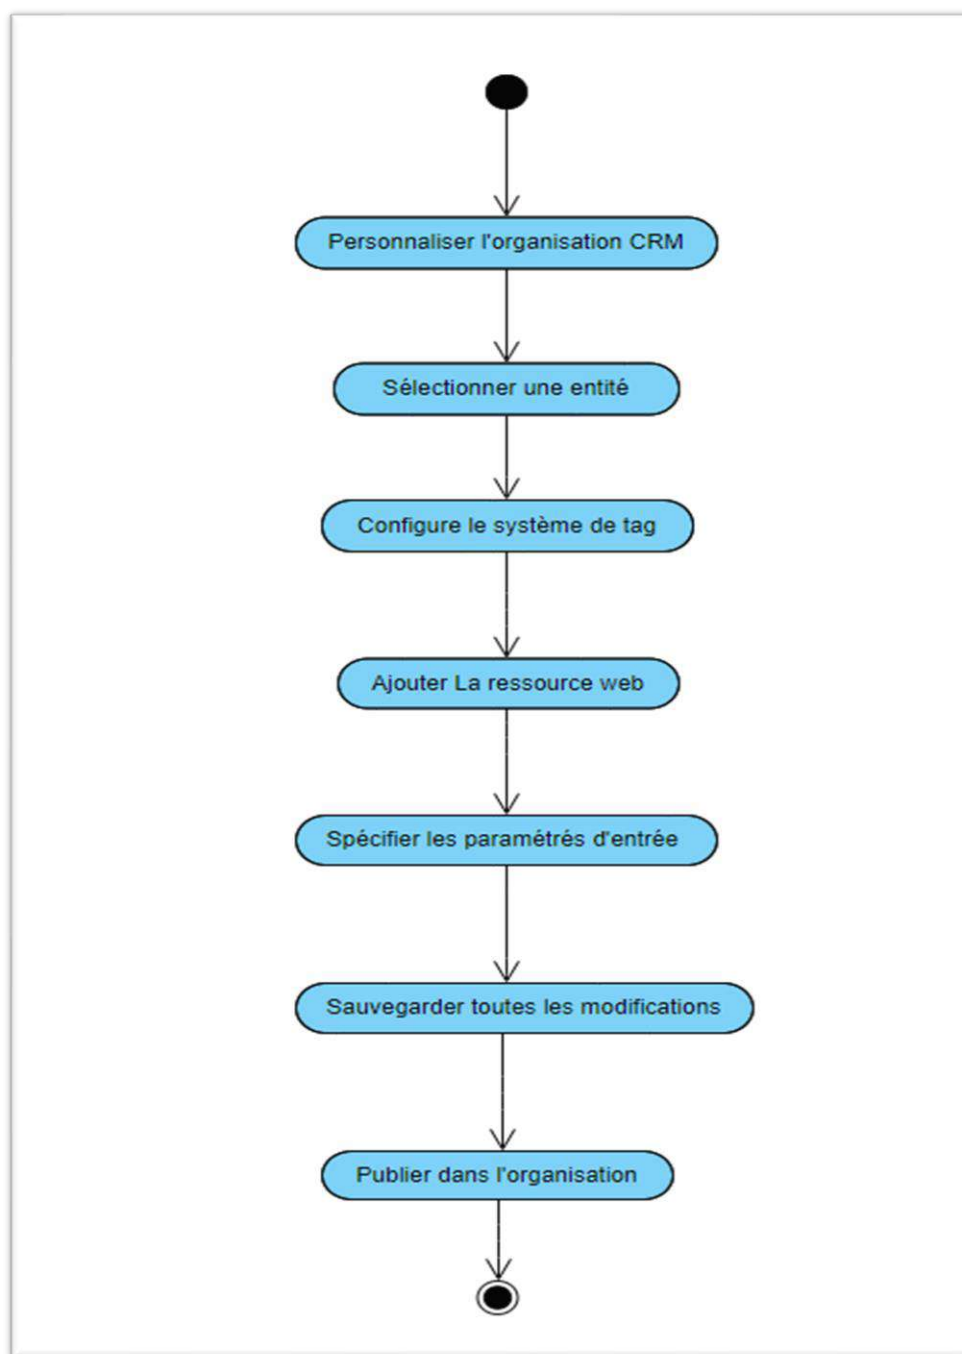 Personnaliser l'organisation CRM
Sélectionner une entité
Configure le système de tag
Ajouter La ressource web
Spécifier les paramétrés d'entrée
Sauvegarder toutes les modifications
Publier dans l'organisation